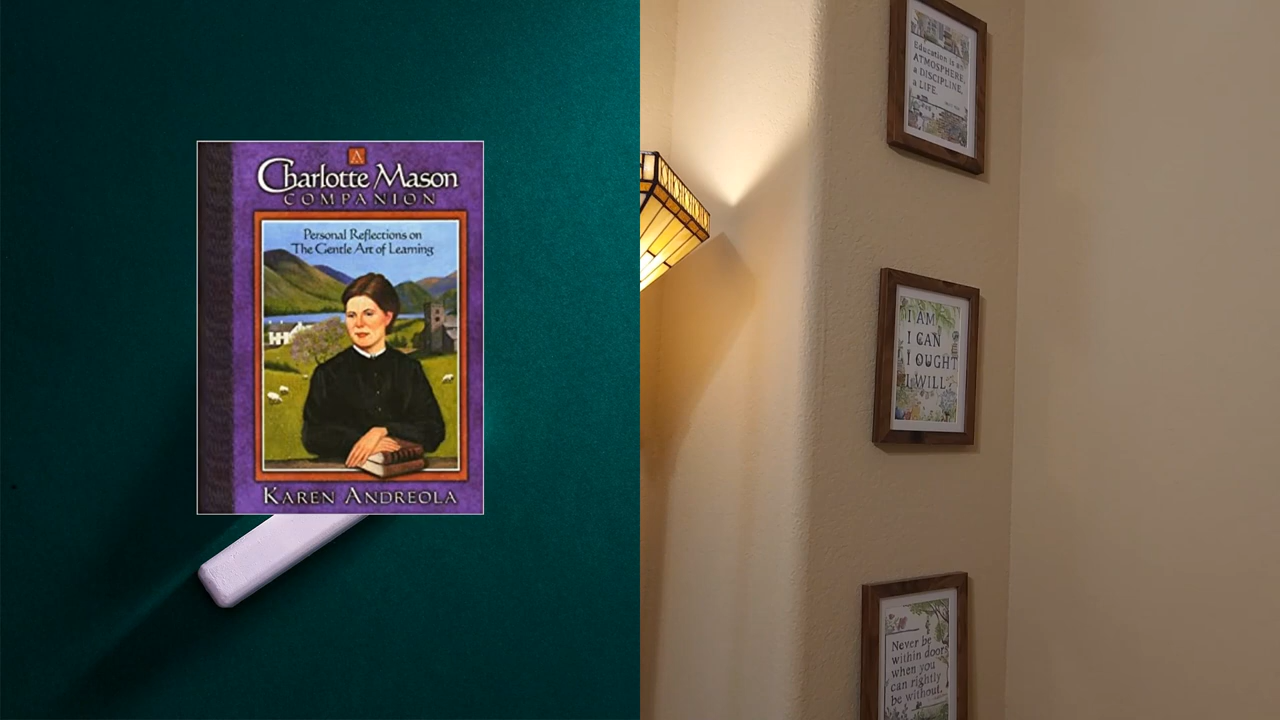 A
Charlotte Mason
COMPANION
Personal Reflections on
The Gentle Art of Learning
KAREN ANDREOLA
Education is an
ATMOSPHERE,
a DISCIPLINE,
a LIFE.
I AM
I CAN
I OUGHT
I WILL
Never be
within doors
when you
can rightly
be without.